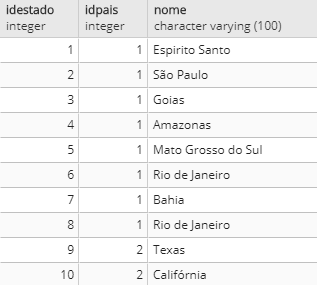 idestado idpais nome
integer integer character varying (100)
1 1 Espirito Santo
2 1 São Paulo
3 1 Goias
4 1 Amazonas
5 1 Mato Grosso do Sul
6 1 Rio de Janeiro
7 1 Bahia
8 1 Rio de Janeiro
9 2 Texas
10 2 Califórnia